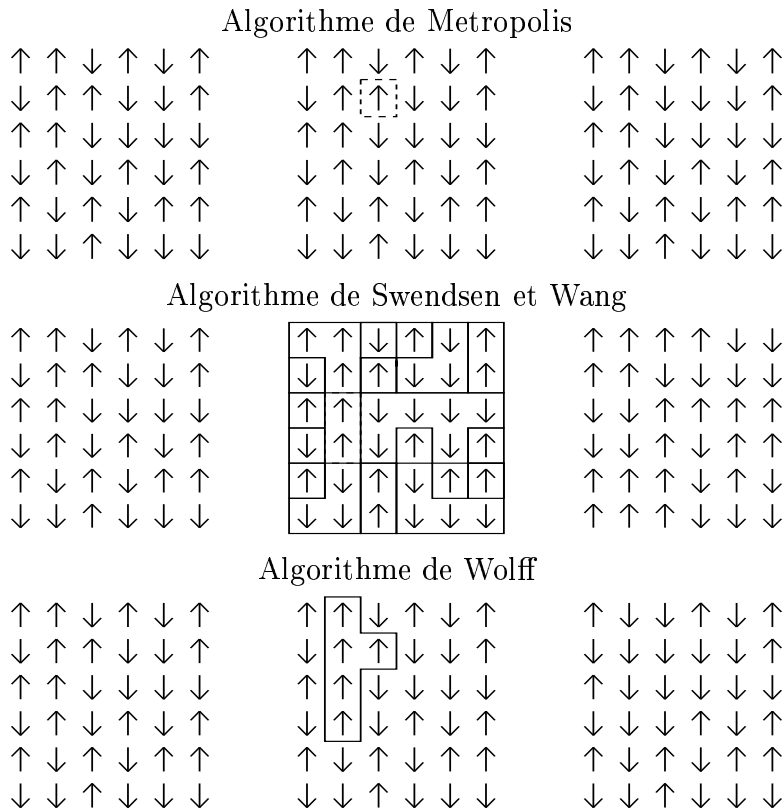 Algorithme de Metropolis
Algorithme de Swendsen et Wang
Algorithme de Wolff